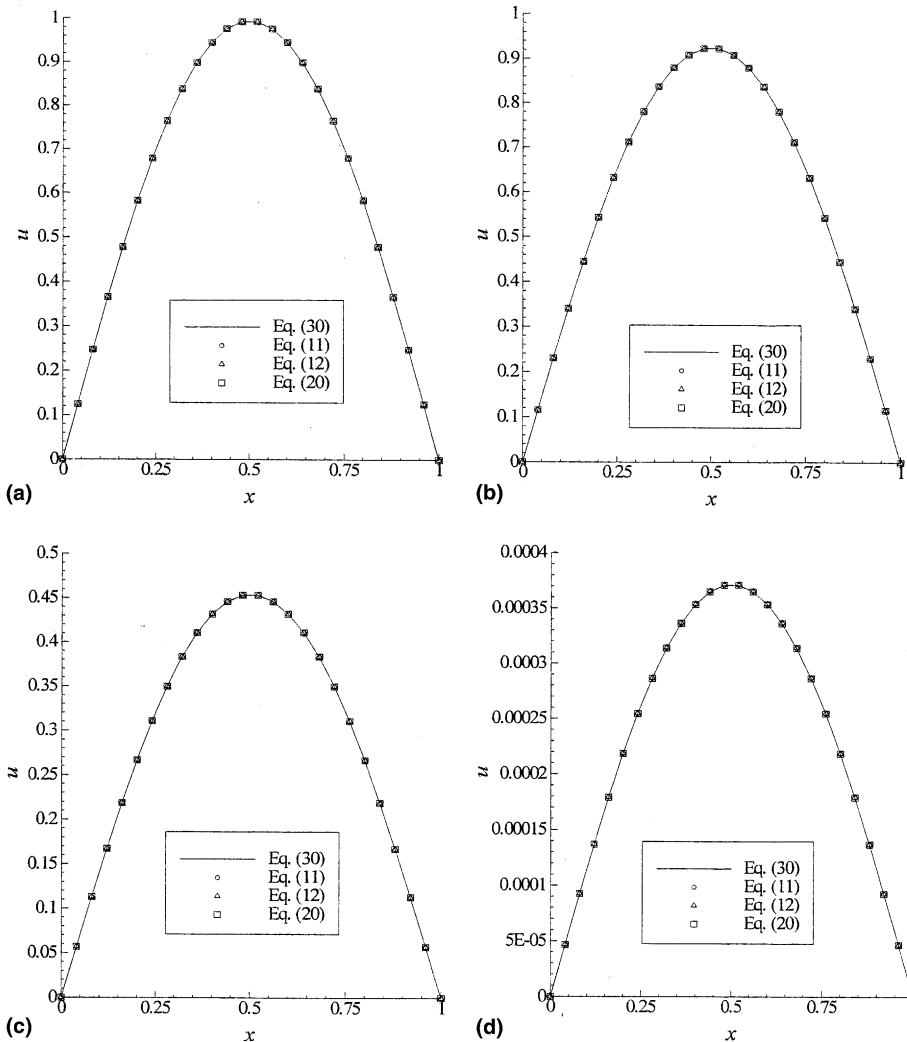 1
0.9
0.8
0.7
0.6
0.5
0.4
0.3
0.2
0.1
0
u
Eq. (30)
Eq. (11)
Eq. (12)
Eq. (20)
0 0.25 0.5 0.75 1
x
(a)
1
0.9
0.8
0.7
0.6
0.5
0.4
0.3
0.2
0.1
0
u
Eq. (30)
Eq. (11)
Eq. (12)
Eq. (20)
0 0.25 0.5 0.75 1
x
(b)
0.5
0.45
0.4
0.35
0.3
0.25
0.2
0.15
0.1
0.05
0
u
Eq. (30)
Eq. (11)
Eq. (12)
Eq. (20)
0 0.25 0.5 0.75 1
x
(c)
0.0004
0.00035
0.0003
0.00025
0.0002
0.00015
0.0001
5E-05
0
u
Eq. (30)
Eq. (11)
Eq. (12)
Eq. (20)
0 0.25 0.5 0.75
x
(d)